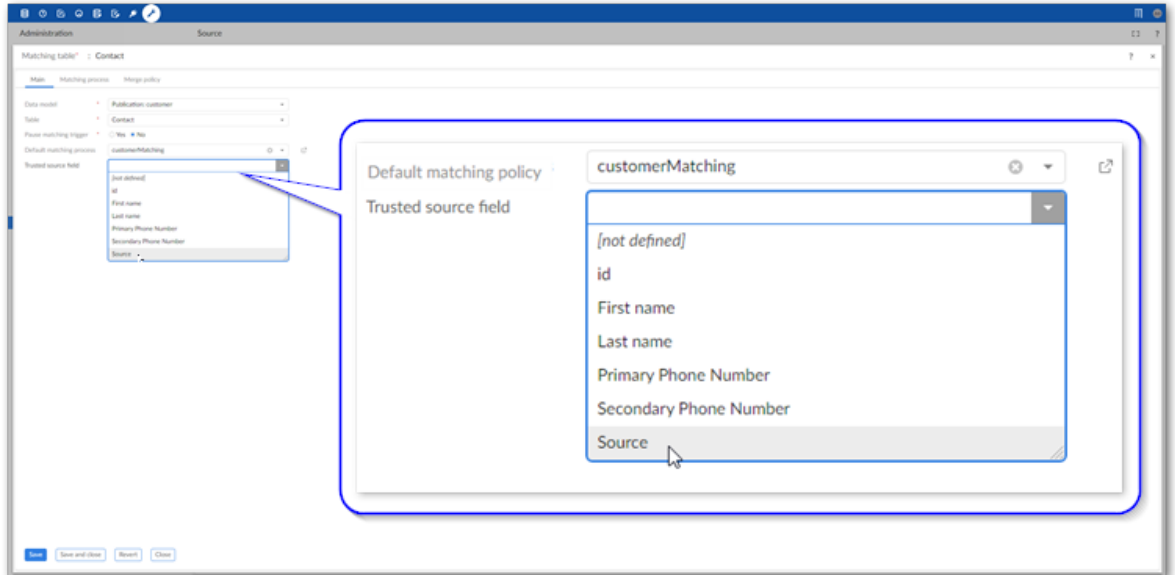 Administration Source ?
Matching table* : Contact ? ×
Main Matching process Merge policy
Data model * Publication: customer
Table * Contact
Pause matching trigger * Yes No
Default matching process customerMatching
Trusted source field
[not defined]
id
First name
Last name
Primary Phone Number
Secondary Phone Number
Source
Default matching policy customerMatching
Trusted source field
[not defined]
id
First name
Last name
Primary Phone Number
Secondary Phone Number
Source
Save Save and close Revert Close